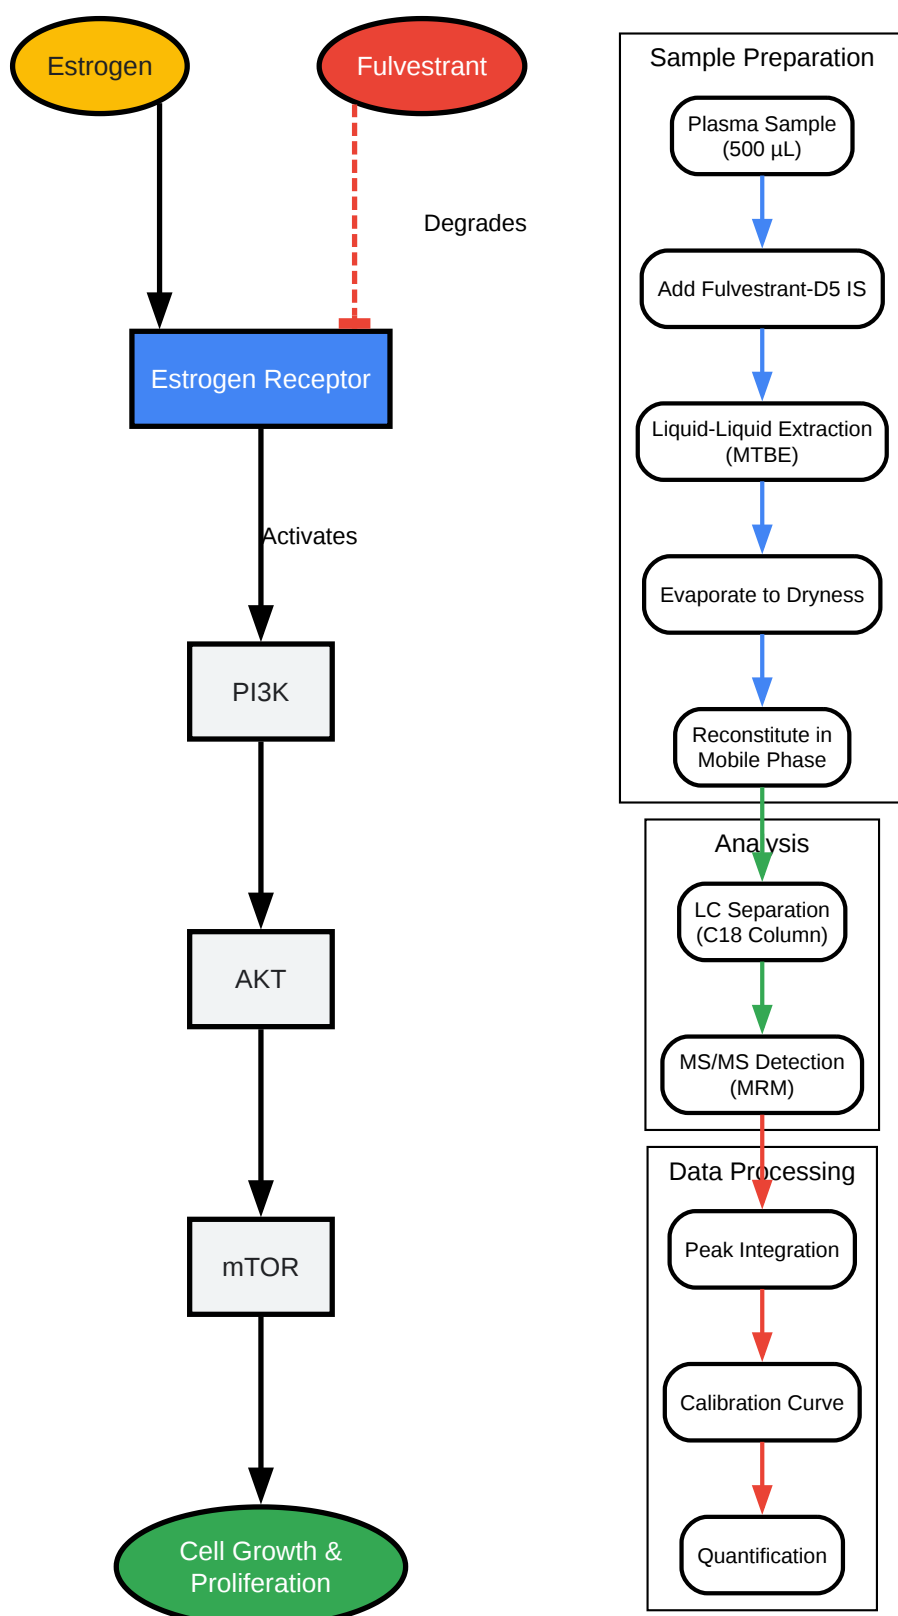 Estrogen
Fulvestrant
Degrades
Estrogen Receptor
Activates
PI3K
AKT
mTOR
Cell Growth &
Proliferation
Sample Preparation
Plasma Sample
(500 µL)
Add Fulvestrant-D5 IS
Liquid-Liquid Extraction
(MTBE)
Evaporate to Dryness
Reconstitute in
Mobile Phase
Analysis
LC Separation
(C18 Column)
MS/MS Detection
(MRM)
Data Processing
Peak Integration
Calibration Curve
Quantification